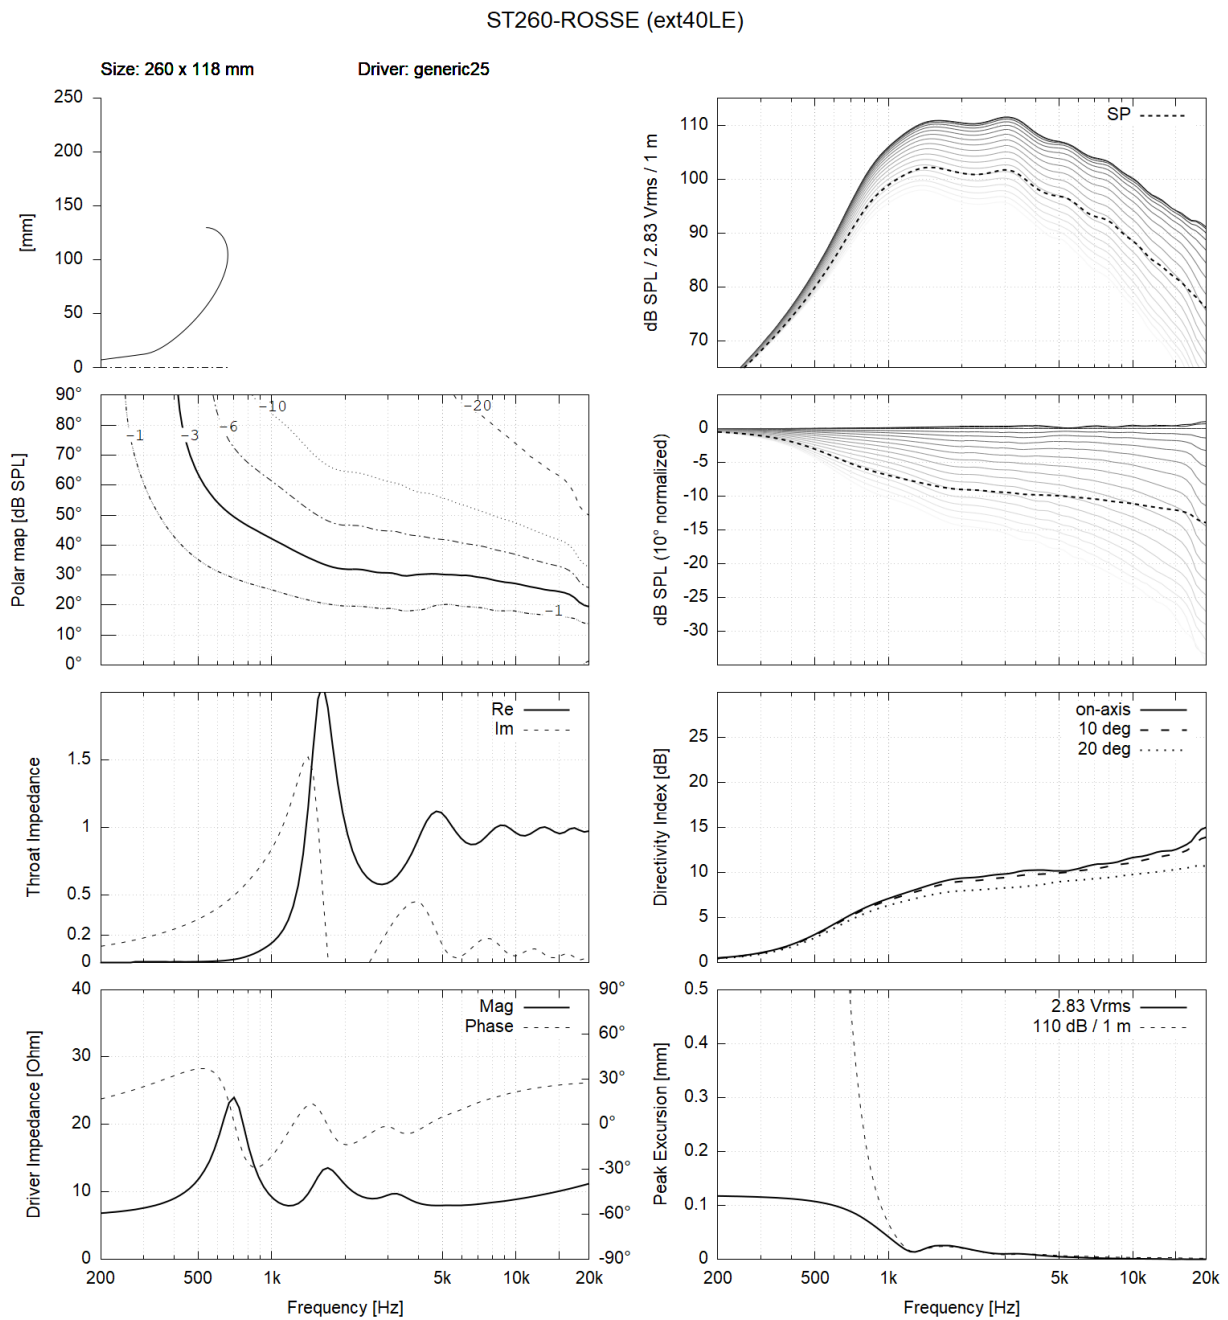 ST260-ROSSE (ext40LE)
Size: 260 x 118 mm
Driver: generic25
250
200
150
100
50
0
[mm]
110
100
90
80
70
dB SPL / 2.83 Vrms / 1 m
SP
90°
80°
70°
60°
50°
40°
30°
20°
10°
0°
Polar map [dB SPL]
-1
-3
-6
-10
-20
-1
0
-5
-10
-15
-20
-25
-30
dB SPL (10° normalized)
1.5
1
0.5
0.2
0
Throat Impedance
Re
Im
25
20
15
10
5
0
Directivity Index [dB]
on-axis
10 deg
20 deg
40
30
20
10
0
Driver Impedance [Ohm]
Mag
Phase
90°
60°
30°
0°
-30°
-60°
-90°
200
500
1k
5k
10k
20k
Frequency [Hz]
0.5
0.4
0.3
0.2
0.1
0
Peak Excursion [mm]
2.83 Vrms
110 dB / 1 m
200
500
1k
5k
10k
20k
Frequency [Hz]